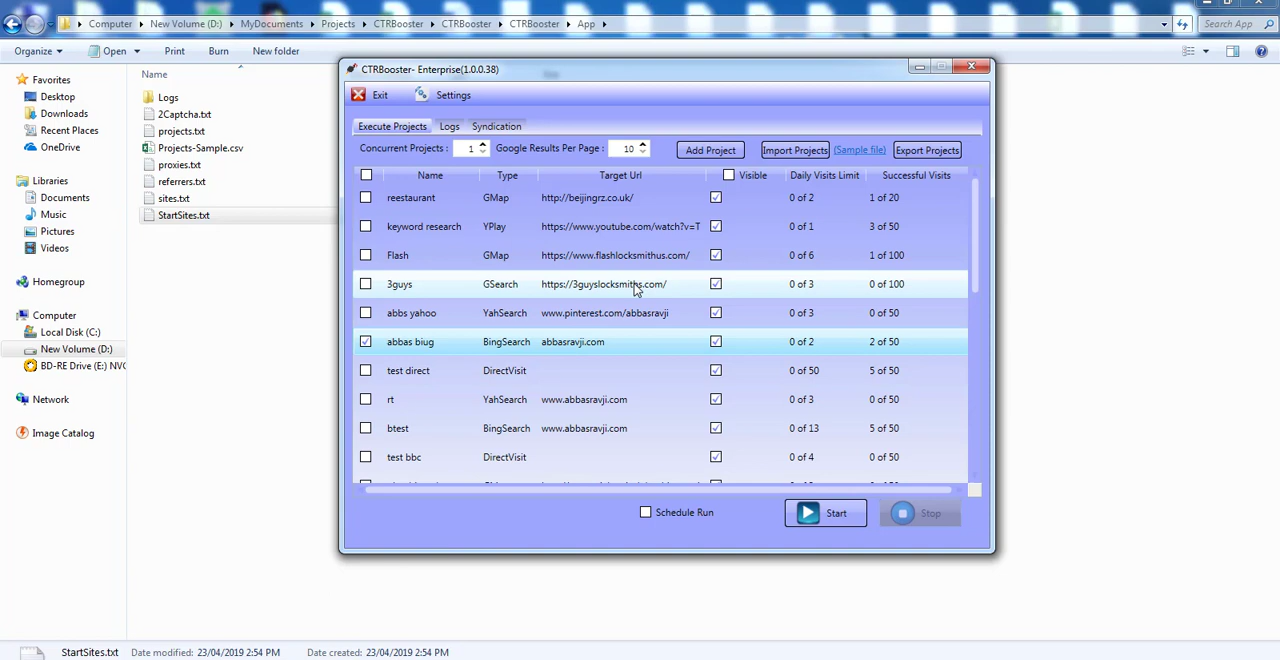 Computer ▸ New Volume (D:) ▸ MyDocuments ▸ Projects ▸ CTRBooster ▸ CTRBooster ▸ CTRBooster ▸ App ▸
Search App
Organize Open Print Burn New folder
Favorites
Desktop
Downloads
Recent Places
OneDrive
Libraries
Documents
Music
Pictures
Videos
Homegroup
Computer
Local Disk (C:)
New Volume (D:)
BD-RE Drive (E:) NVC
Network
Image Catalog
Name
Logs
2Captcha.txt
projects.txt
Projects-Sample.csv
proxies.txt
referrers.txt
sites.txt
StartSites.txt
CTRBooster- Enterprise(1.0.0.38)
Exit Settings
Execute Projects Logs Syndication
Concurrent Projects : 1 Google Results Per Page : 10 Add Project Import Projects (Sample file) Export Projects
Name Type Target Url Visible Daily Visits Limit Successful Visits
reestaurant GMap http://beijingrz.co.uk/ 0 of 2 1 of 20
keyword research YPlay https://www.youtube.com/watch?v=T 0 of 1 3 of 50
Flash GMap https://www.flashlocksmithus.com/ 0 of 6 1 of 100
3guys GSearch https://3guyslocksmiths.com/ 0 of 3 0 of 100
abbs yahoo YahSearch www.pinterest.com/abbasravji 0 of 3 0 of 50
abbas biug BingSearch abbasravji.com 0 of 2 2 of 50
test direct DirectVisit 0 of 50 5 of 50
rt YahSearch www.abbasravji.com 0 of 3 0 of 50
btest BingSearch www.abbasravji.com 0 of 13 5 of 50
test bbc DirectVisit 0 of 4 0 of 50
Schedule Run Start Stop
StartSites.txt Date modified: 23/04/2019 2:54 PM Date created: 23/04/2019 2:54 PM